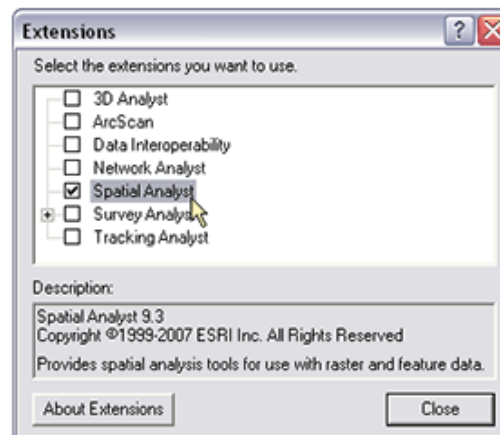 Extensions
Select the extensions you want to use.
3D Analyst
ArcScan
Data Interoperability
Network Analyst
Spatial Analyst
Survey Analyst
Tracking Analyst
Description:
Spatial Analyst 9.3
Copyright ©1999-2007 ESRI Inc. All Rights Reserved
Provides spatial analysis tools for use with raster and feature data.
About Extensions
Close